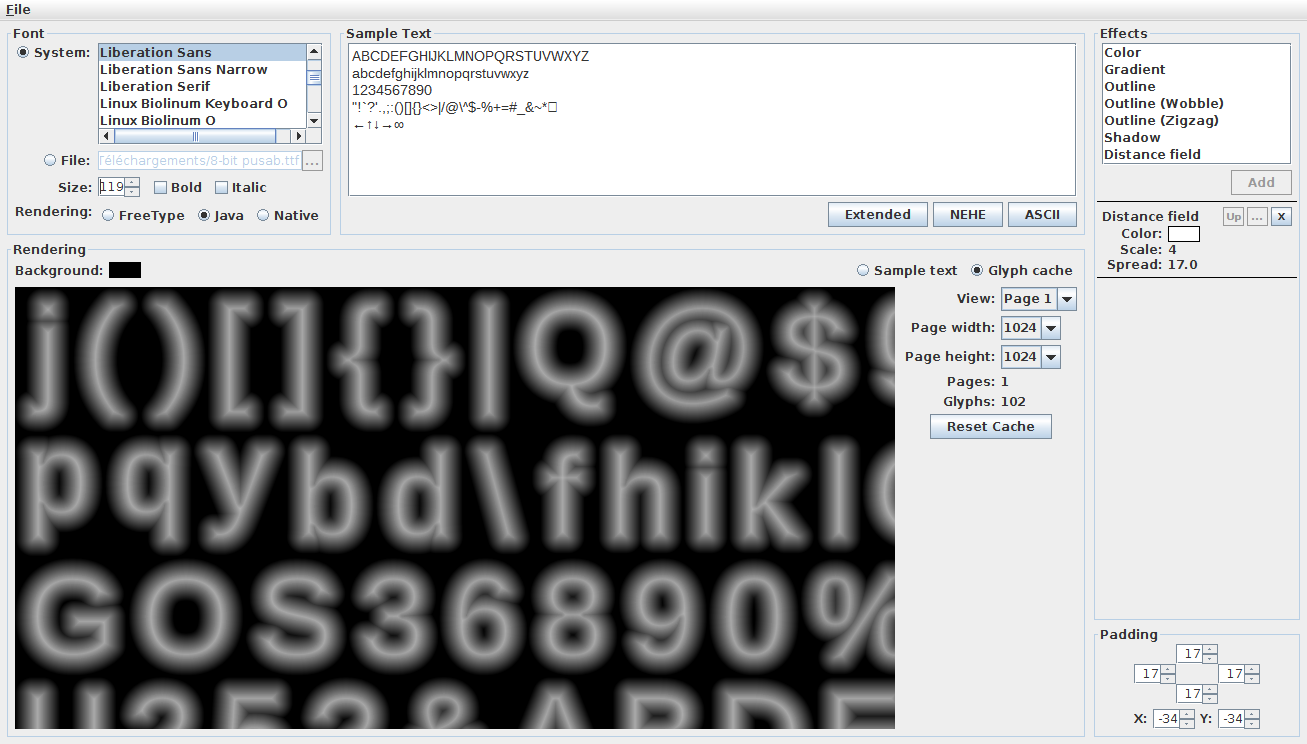 File
Font
System:
Liberation Sans
Liberation Sans Narrow
Liberation Serif
Linux Biolinum Keyboard O
Linux Biolinum O
File: Téléchargements/8-bit pusab.ttf ...
Size: 119 Bold Italic
Rendering: FreeType Java Native
Sample Text
ABCDEFGHIJKLMNOPQRSTUVWXYZ
abcdefghijklmnopqrstuvwxyz
1234567890
"!`?'.,;:()[]{}<>|/@\^$-%+=#_&~*□
←↑↓→∞
Extended NEHE ASCII
Effects
Color
Gradient
Outline
Outline (Wobble)
Outline (Zigzag)
Shadow
Distance field
Add
Distance field Up ... X
Color:
Scale: 4
Spread: 17.0
Rendering
Background:
Sample text Glyph cache
View: Page 1
Page width: 1024
Page height: 1024
Pages: 1
Glyphs: 102
Reset Cache
j()[]{}|Q@$
pqybd\fhikl
GOS36890%
Padding
17
17 17
17
X: -34 Y: -34